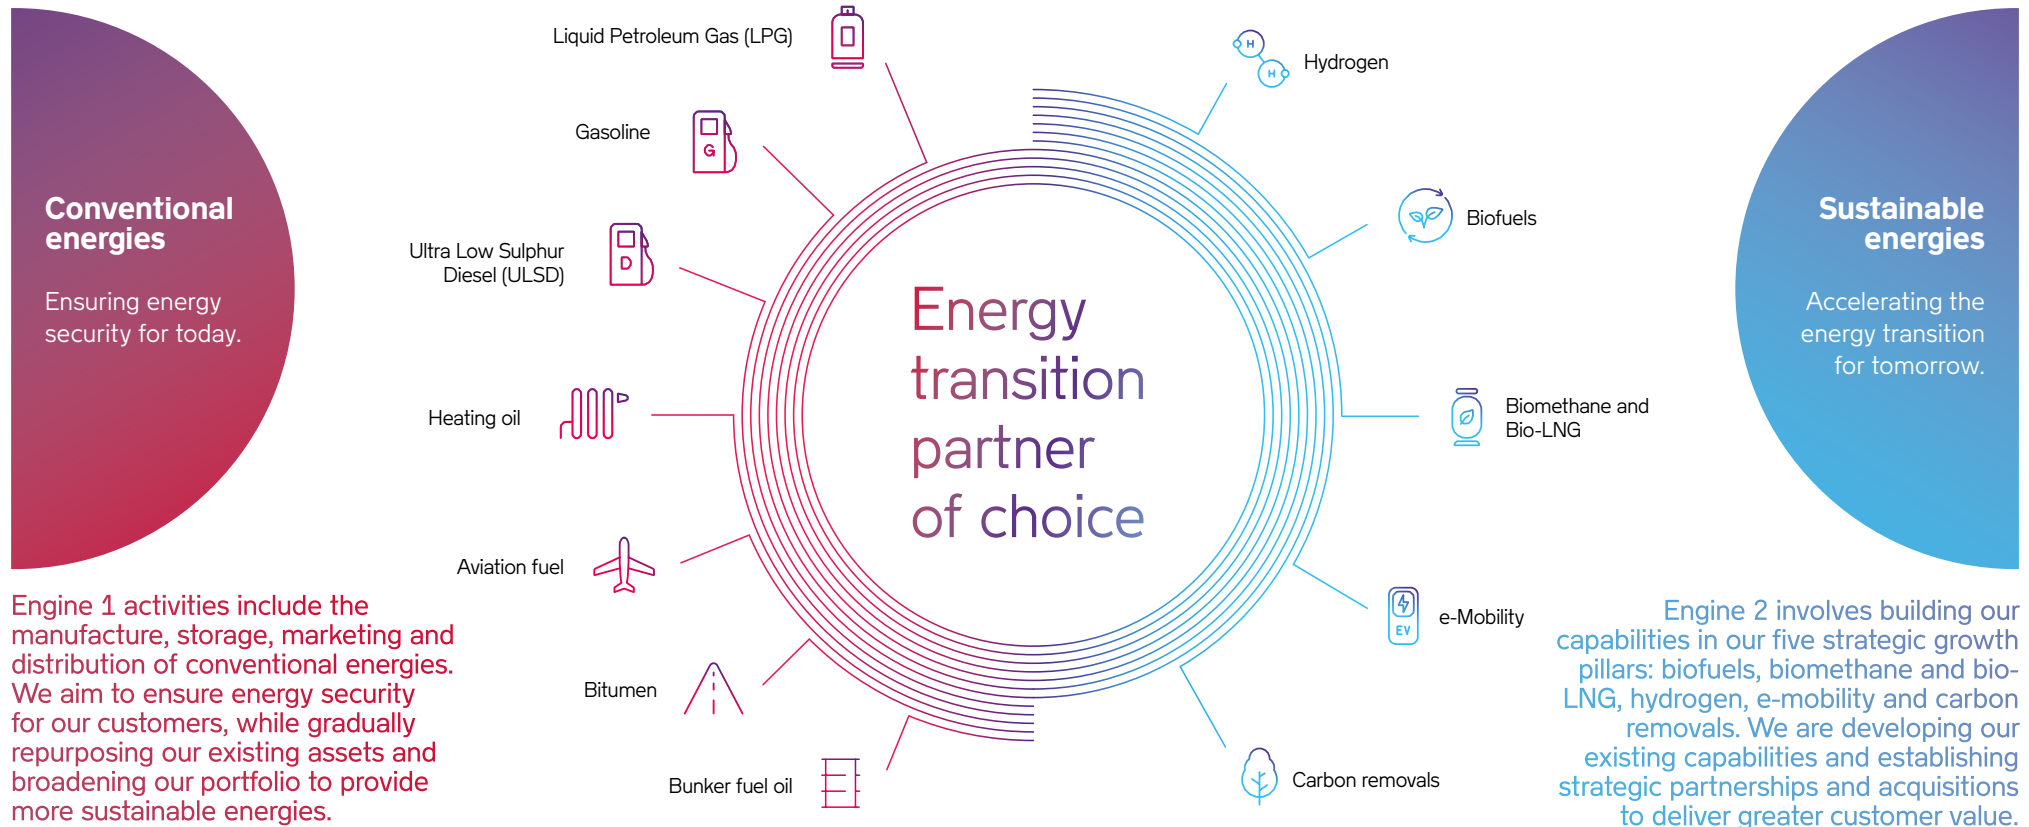 Conventional
energies
Ensuring energy
security for today.
Engine 1 activities include the
manufacture, storage, marketing and
distribution of conventional energies.
We aim to ensure energy security
for our customers, while gradually
repurposing our existing assets and
broadening our portfolio to provide
more sustainable energies.
Liquid Petroleum Gas (LPG)
Gasoline
G
Ultra Low Sulphur
Diesel (ULSD)
D
Heating oil
Aviation fuel
Bitumen
Bunker fuel oil
Energy
transition
partner
of choice
H
H
Hydrogen
Biofuels
Biomethane and
Bio-LNG
EV
e-Mobility
Carbon removals
Sustainable
energies
Accelerating the
energy transition
for tomorrow.
Engine 2 involves building our
capabilities in our five strategic growth
pillars: biofuels, biomethane and bio-
LNG, hydrogen, e-mobility and carbon
removals. We are developing our
existing capabilities and establishing
strategic partnerships and acquisitions
to deliver greater customer value.